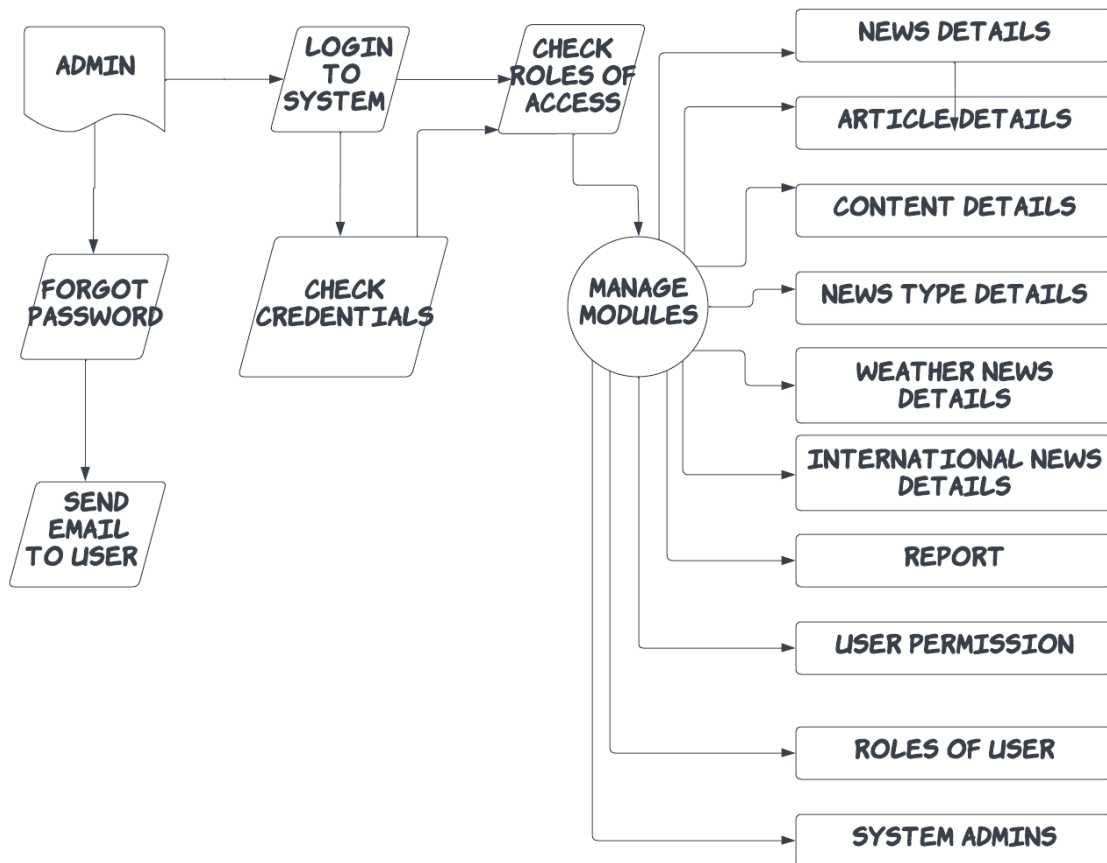 ADMIN
LOGIN
TO
SYSTEM
CHECK
ROLES OF
ACCESS
FORGOT
PASSWORD
CHECK
CREDENTIALS
SEND
EMAIL
TO USER
MANAGE
MODULES
NEWS DETAILS
ARTICLE DETAILS
CONTENT DETAILS
NEWS TYPE DETAILS
WEATHER NEWS
DETAILS
INTERNATIONAL NEWS
DETAILS
REPORT
USER PERMISSION
ROLES OF USER
SYSTEM ADMINS